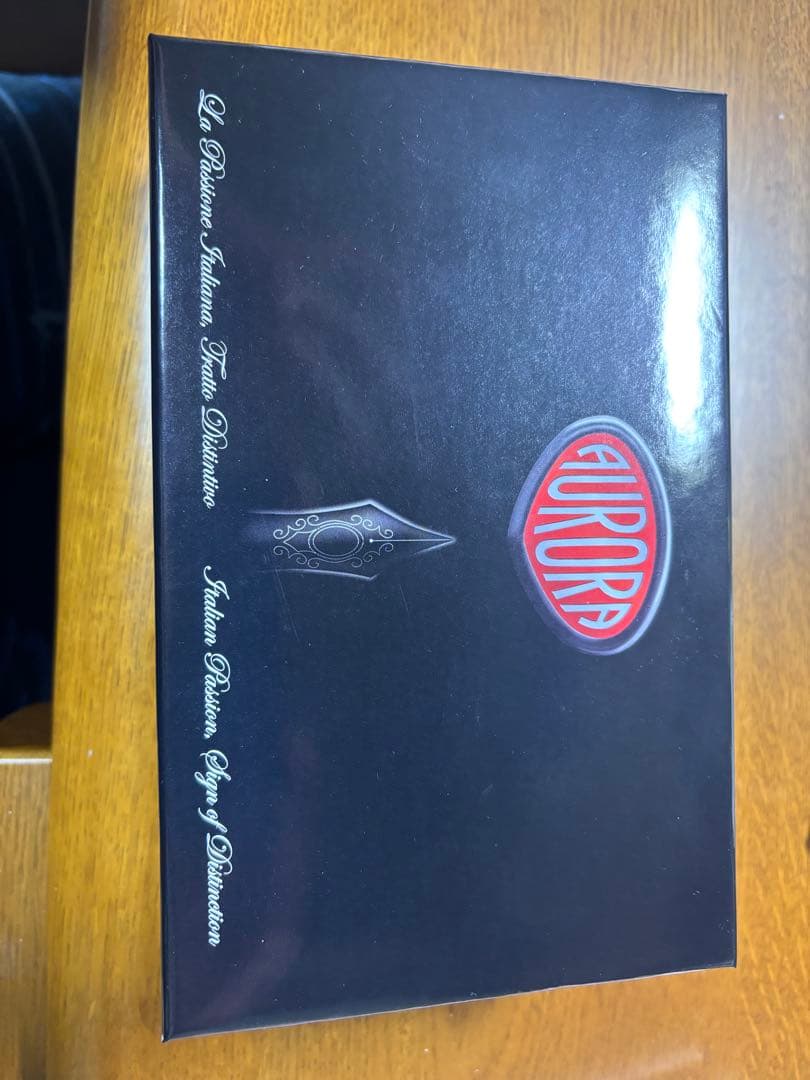 AURORA
La Passione Italiana, Tratto Distintivo
Italian Passion, Sign of Distinction